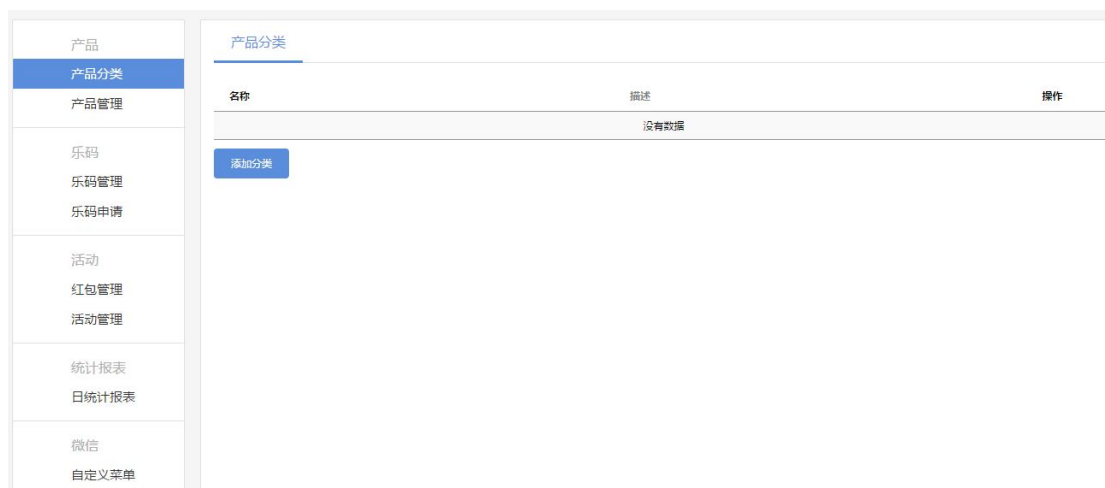 产品
产品分类
产品管理
乐码
乐码管理
乐码申请
活动
红包管理
活动管理
统计报表
日统计报表
微信
自定义菜单
产品分类
名称 描述 操作
没有数据
添加分类